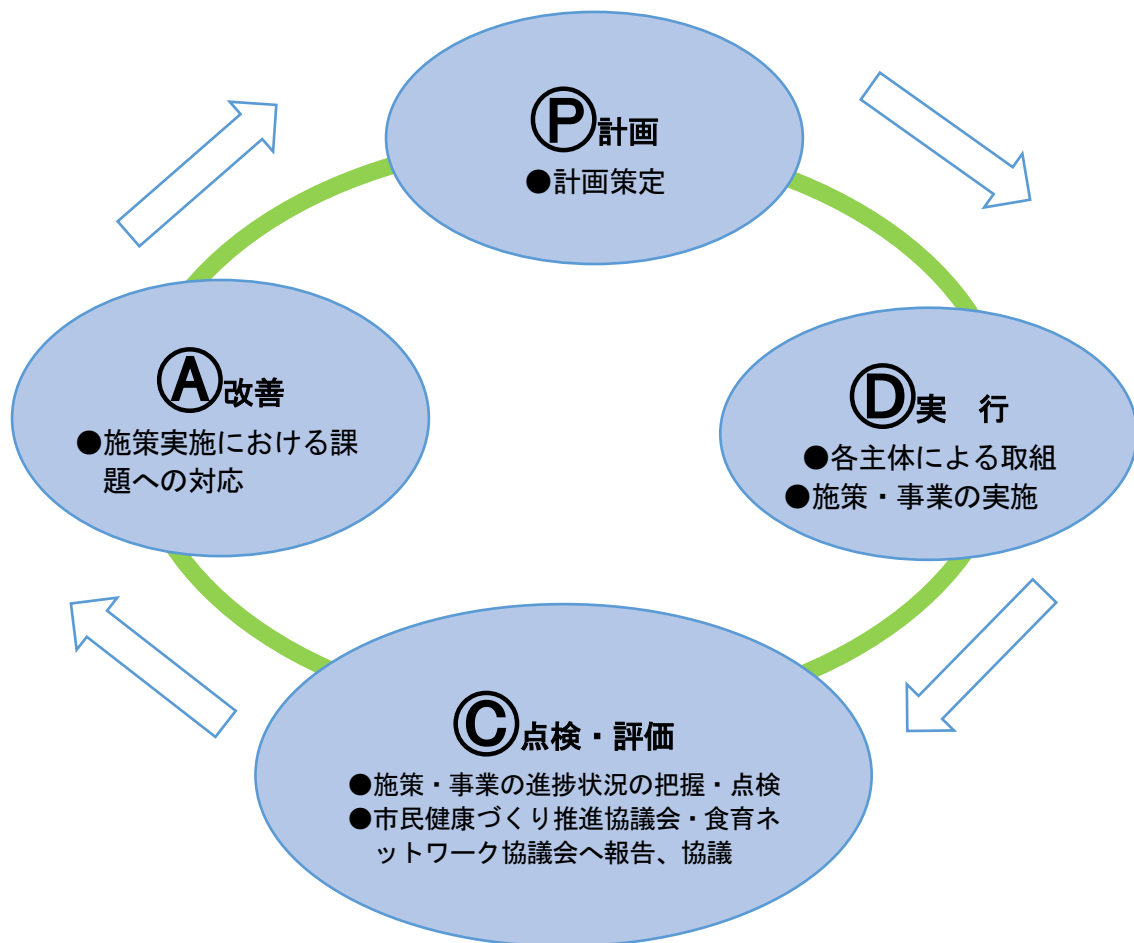 Ⓟ計画
●計画策定
Ⓓ実　行
●各主体による取組
●施策・事業の実施
Ⓒ点検・評価
●施策・事業の進捗状況の把握・点検
●市民健康づくり推進協議会・食育ネ
ットワーク協議会へ報告、協議
Ⓐ改善
●施策実施における課
題への対応